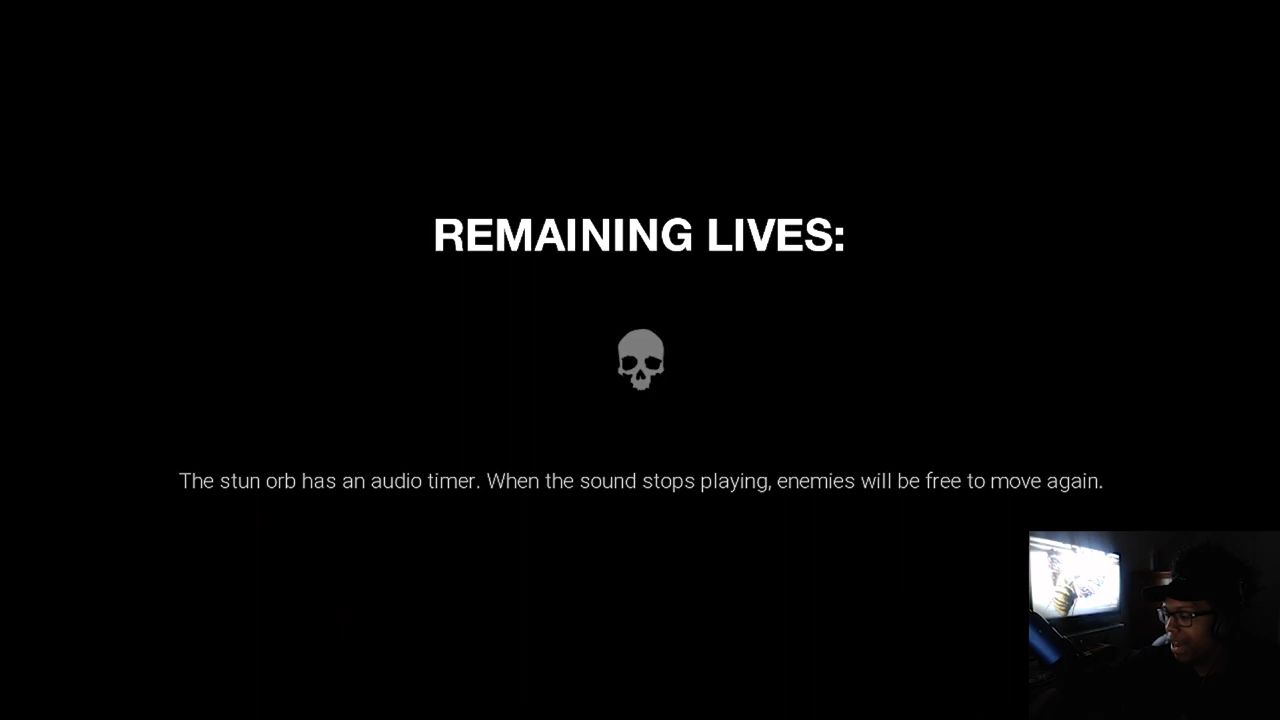 REMAINING LIVES:
The stun orb has an audio timer. When the sound stops playing, enemies will be free to move again.